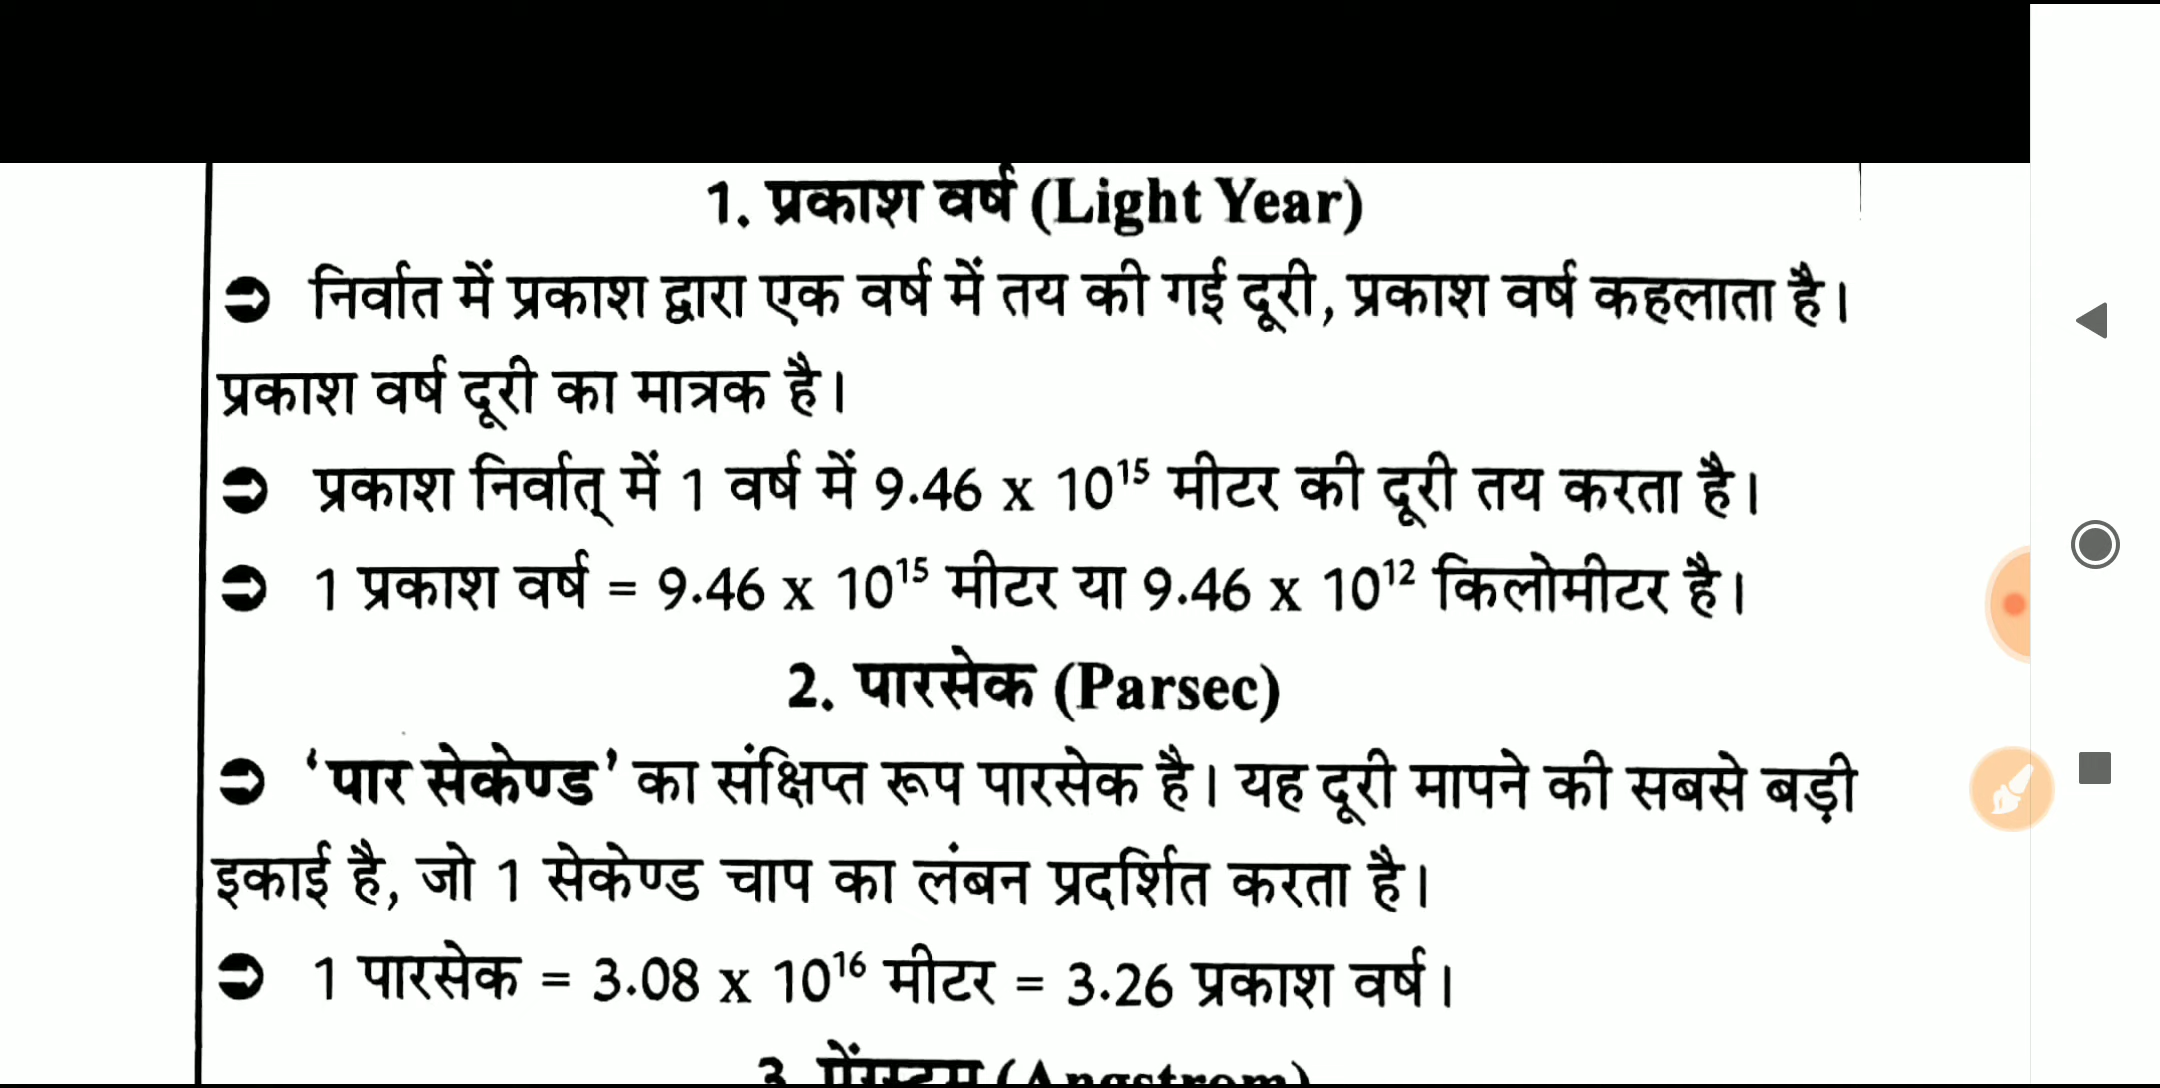 1. प्रकाश वर्ष (Light Year)
➲ निर्वात में प्रकाश द्वारा एक वर्ष में तय की गई दूरी, प्रकाश वर्ष कहलाता है।
प्रकाश वर्ष दूरी का मात्रक है।
➲ प्रकाश निर्वात् में 1 वर्ष में 9.46 x 10¹⁵ मीटर की दूरी तय करता है।
➲ 1 प्रकाश वर्ष = 9.46 x 10¹⁵ मीटर या 9.46 x 10¹² किलोमीटर है।
2. पारसेक (Parsec)
➲ ‘पार सेकेण्ड’ का संक्षिप्त रूप पारसेक है। यह दूरी मापने की सबसे बड़ी
इकाई है, जो 1 सेकेण्ड चाप का लंबन प्रदर्शित करता है।
➲ 1 पारसेक = 3.08 x 10¹⁶ मीटर = 3.26 प्रकाश वर्ष।
3 (Angstrom)